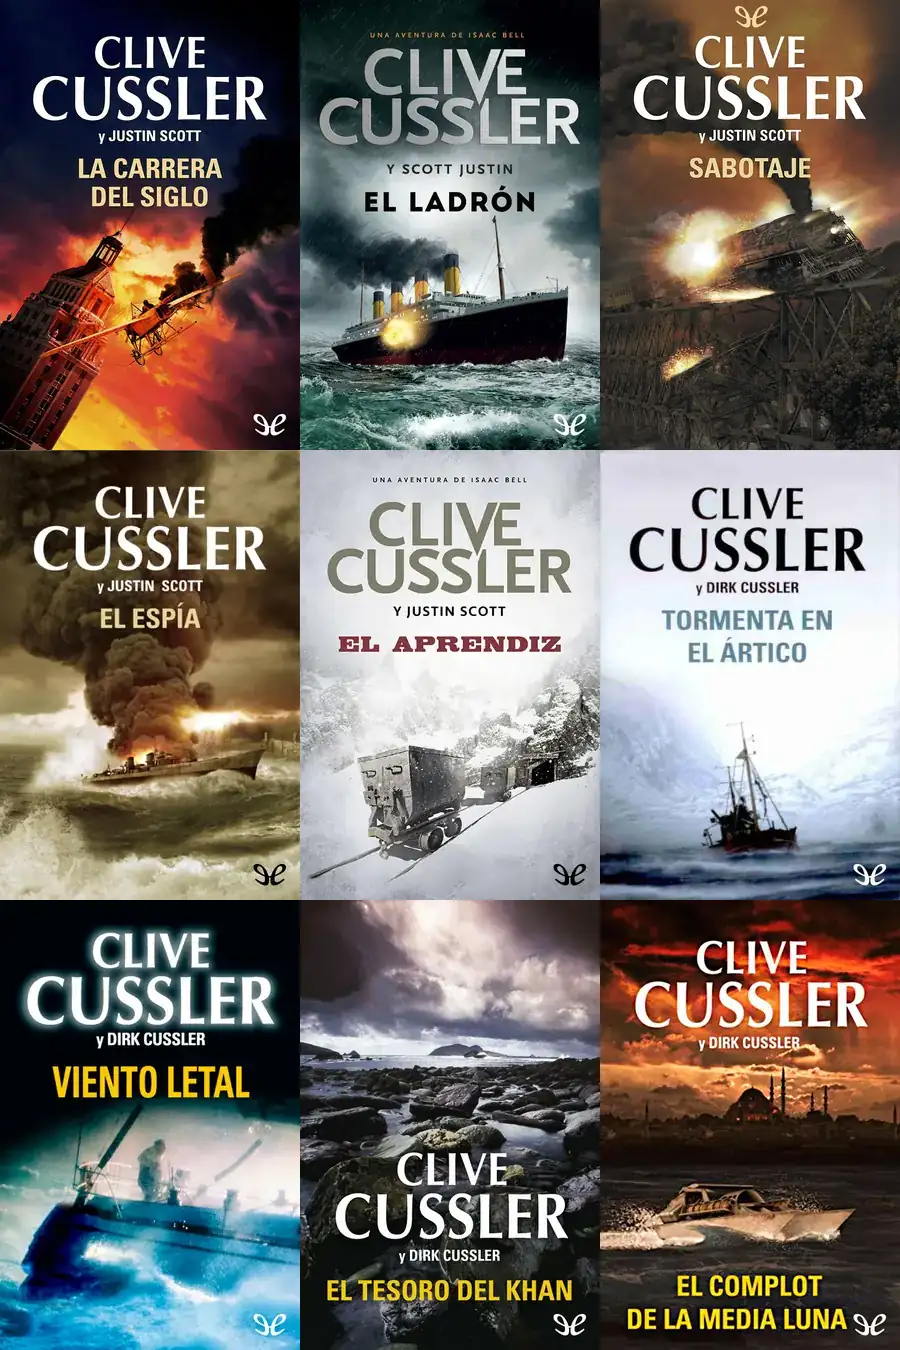 CLIVE
CUSSLER
y JUSTIN SCOTT
LA CARRERA
DEL SIGLO
UNA AVENTURA DE ISAAC BELL
CLIVE
CUSSLER
Y SCOTT JUSTIN
EL LADRÓN
CLIVE
CUSSLER
y JUSTIN SCOTT
SABOTAJE
CLIVE
CUSSLER
y JUSTIN SCOTT
EL ESPÍA
UNA AVENTURA DE ISAAC BELL
CLIVE
CUSSLER
Y JUSTIN SCOTT
EL APRENDIZ
CLIVE
CUSSLER
y DIRK CUSSLER
TORMENTA EN
EL ÁRTICO
CLIVE
CUSSLER
y DIRK CUSSLER
VIENTO LETAL
CLIVE
CUSSLER
y DIRK CUSSLER
EL TESORO DEL KHAN
CLIVE
CUSSLER
y DIRK CUSSLER
EL COMPLOT
DE LA MEDIA LUNA